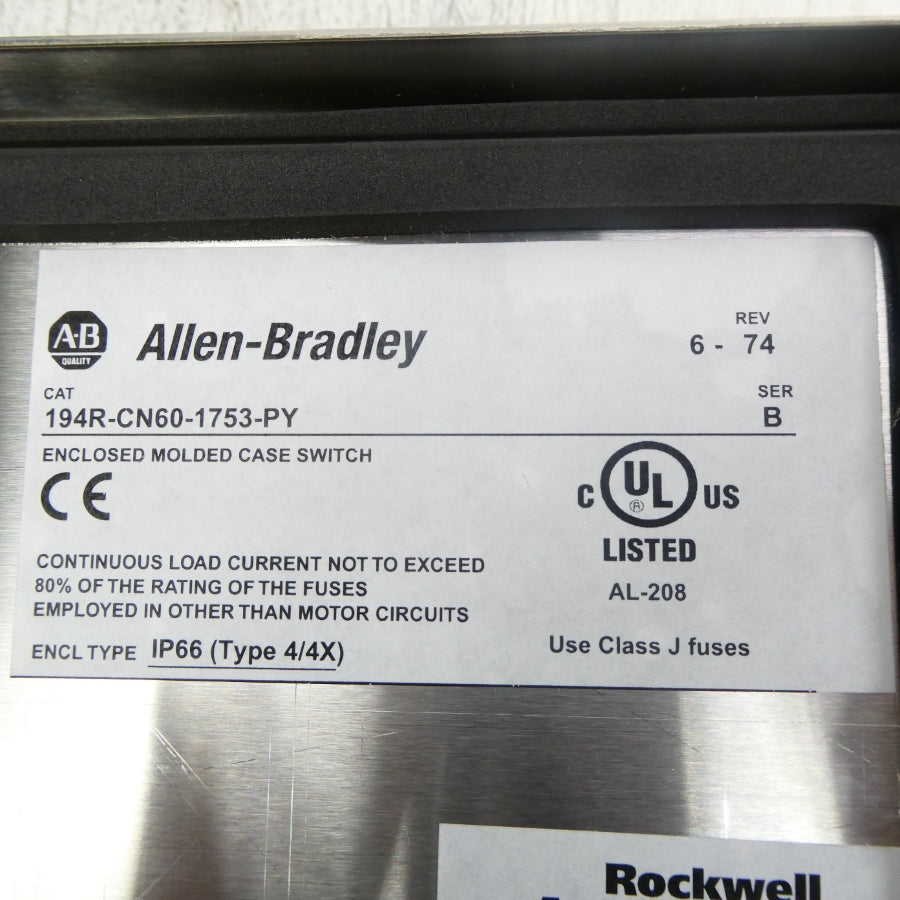 A-B
QUALITY
Allen-Bradley
REV
6 - 74
CAT
SER
194R-CN60-1753-PY
B
ENCLOSED MOLDED CASE SWITCH
CE
C UL US
®
LISTED
AL-208
CONTINUOUS LOAD CURRENT NOT TO EXCEED
80% OF THE RATING OF THE FUSES
EMPLOYED IN OTHER THAN MOTOR CIRCUITS
ENCL TYPE IP66 (Type 4/4X)
Use Class J fuses
Rockwell